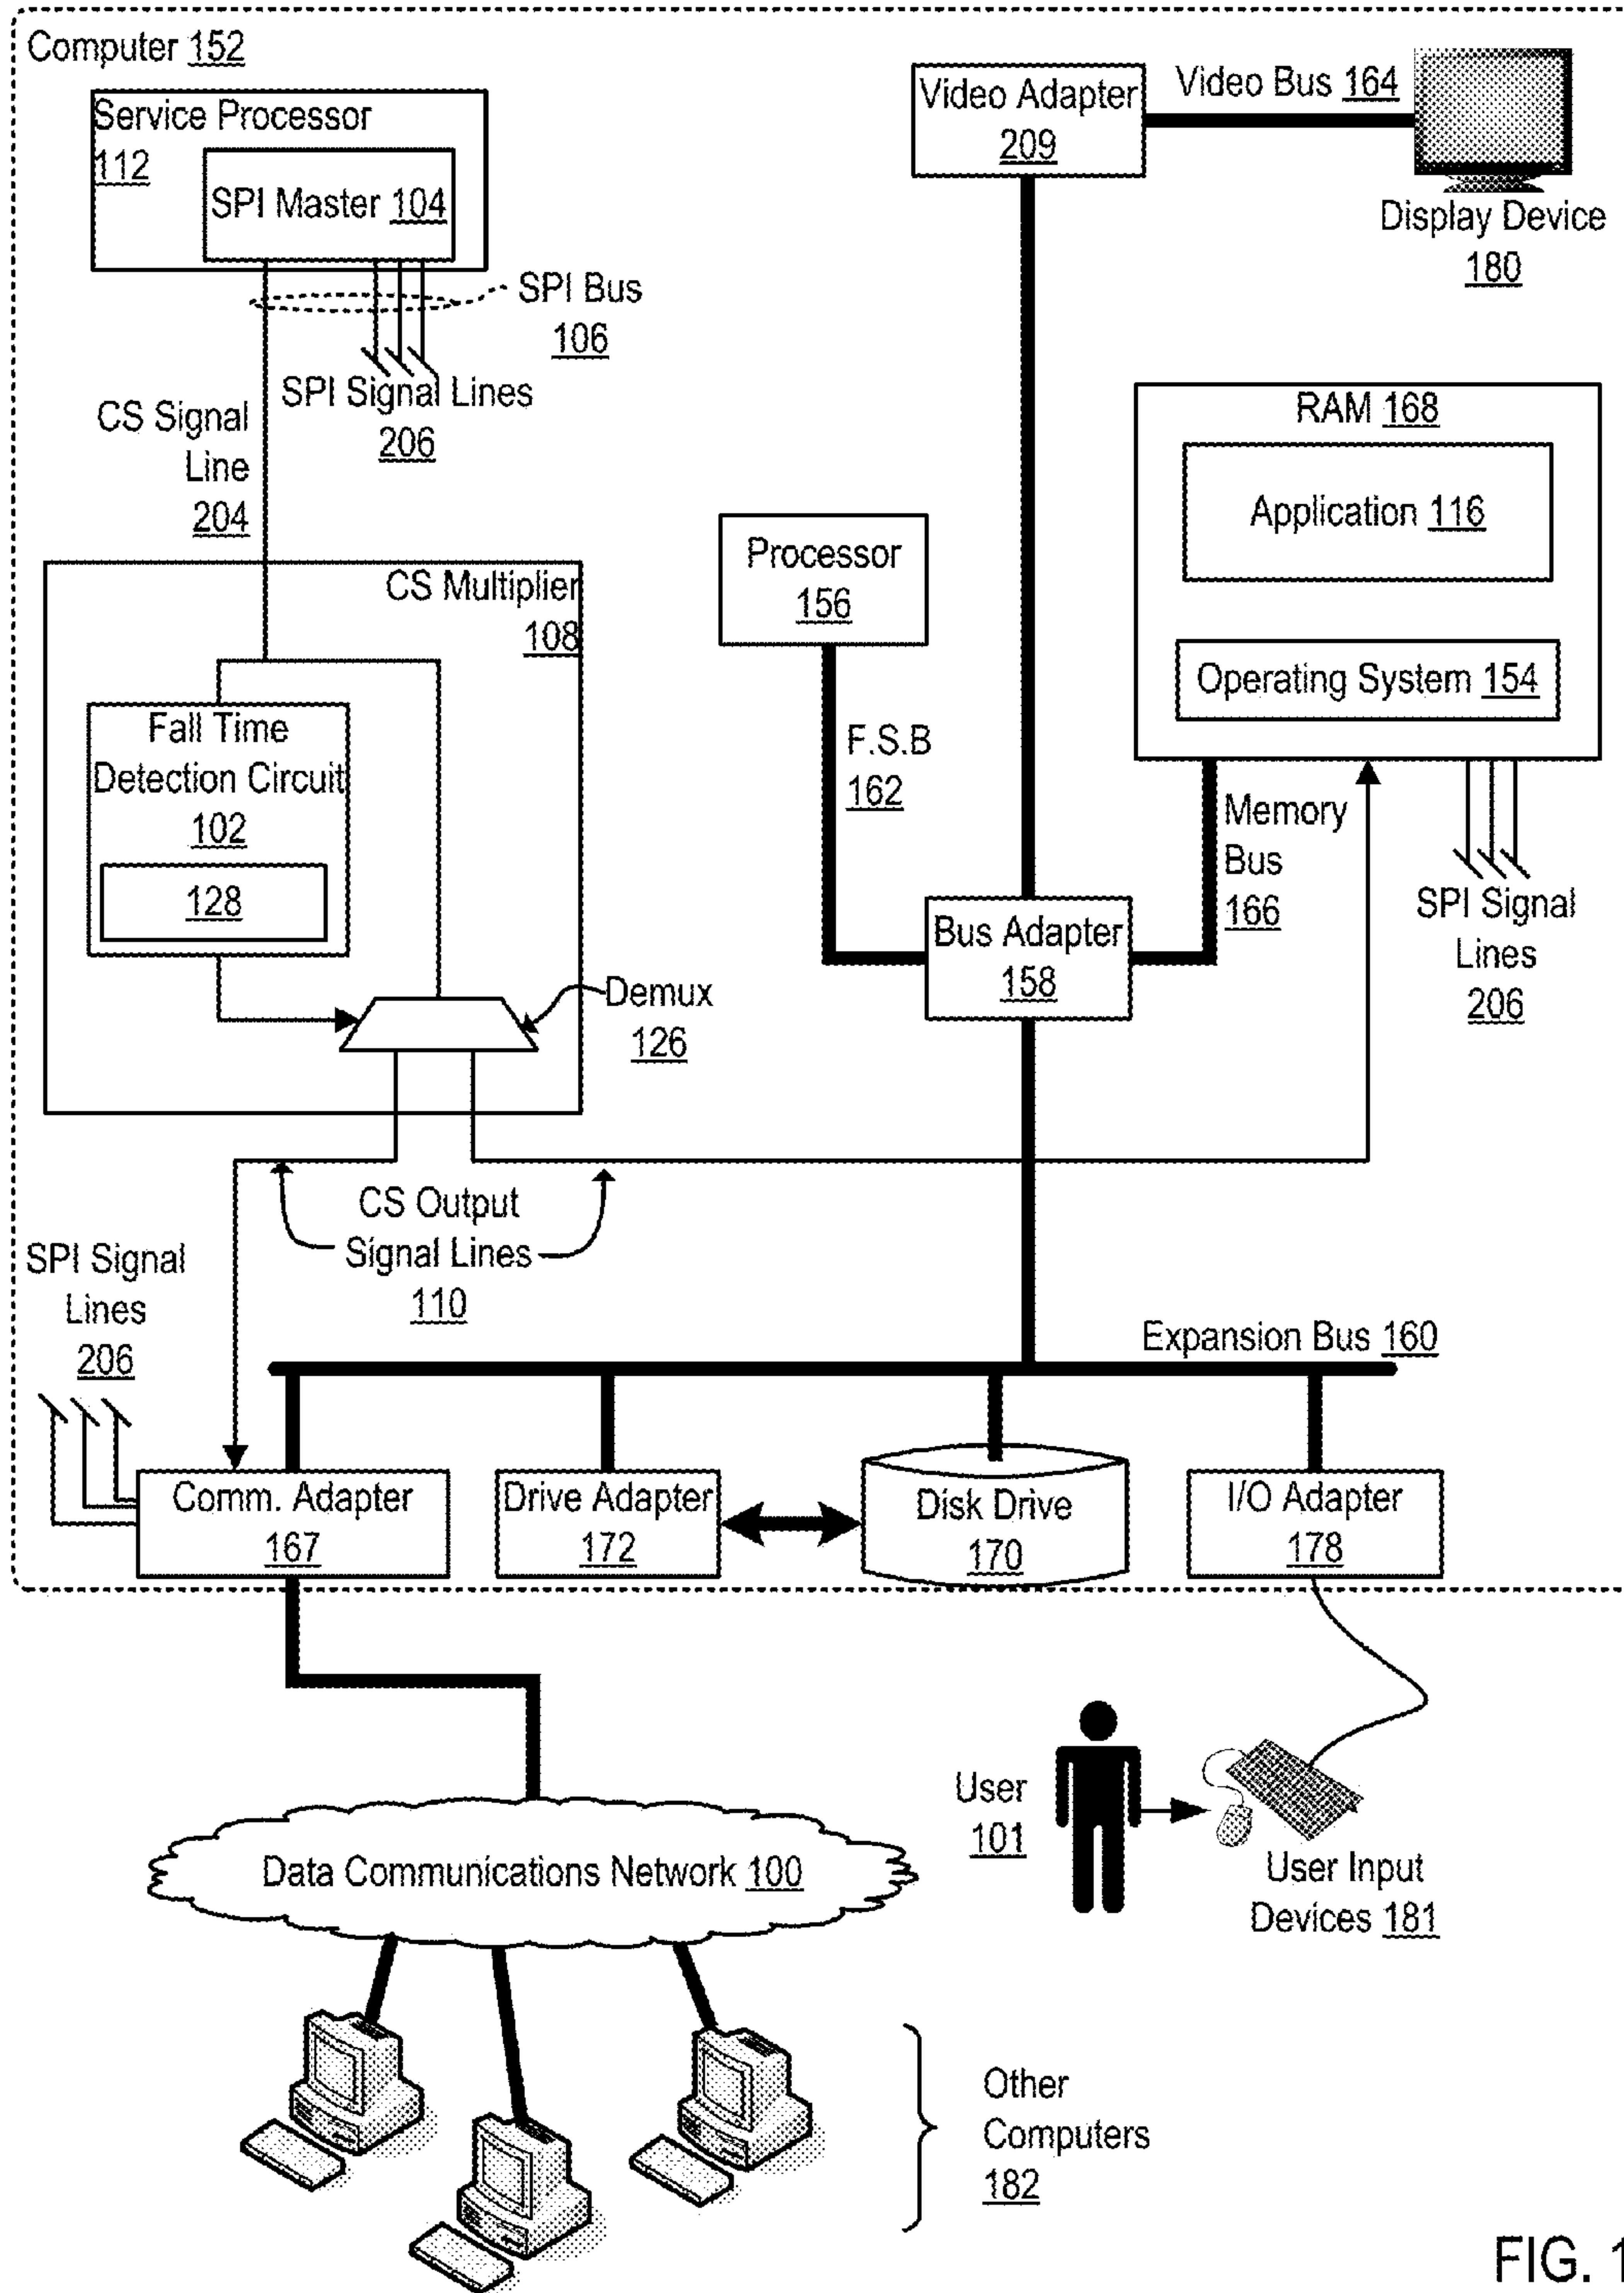 Computer 152
Service Processor
112
SPI Master 104
SPI Bus
106
SPI Signal Lines
206
CS Signal
Line
204
CS Multiplier
108
Fall Time
Detection Circuit
102
128
Demux
126
CS Output
Signal Lines
110
Video Adapter
209
Video Bus 164
Display Device
180
RAM 168
Application 116
Operating System 154
Processor
156
F.S.B
162
Memory
Bus
166
Bus Adapter
158
SPI Signal
Lines
206
SPI Signal
Lines
206
Expansion Bus 160
Comm. Adapter
167
Drive Adapter
172
Disk Drive
170
I/O Adapter
178
User
101
User Input
Devices 181
Data Communications Network 100
Other
Computers
182
FIG. 1